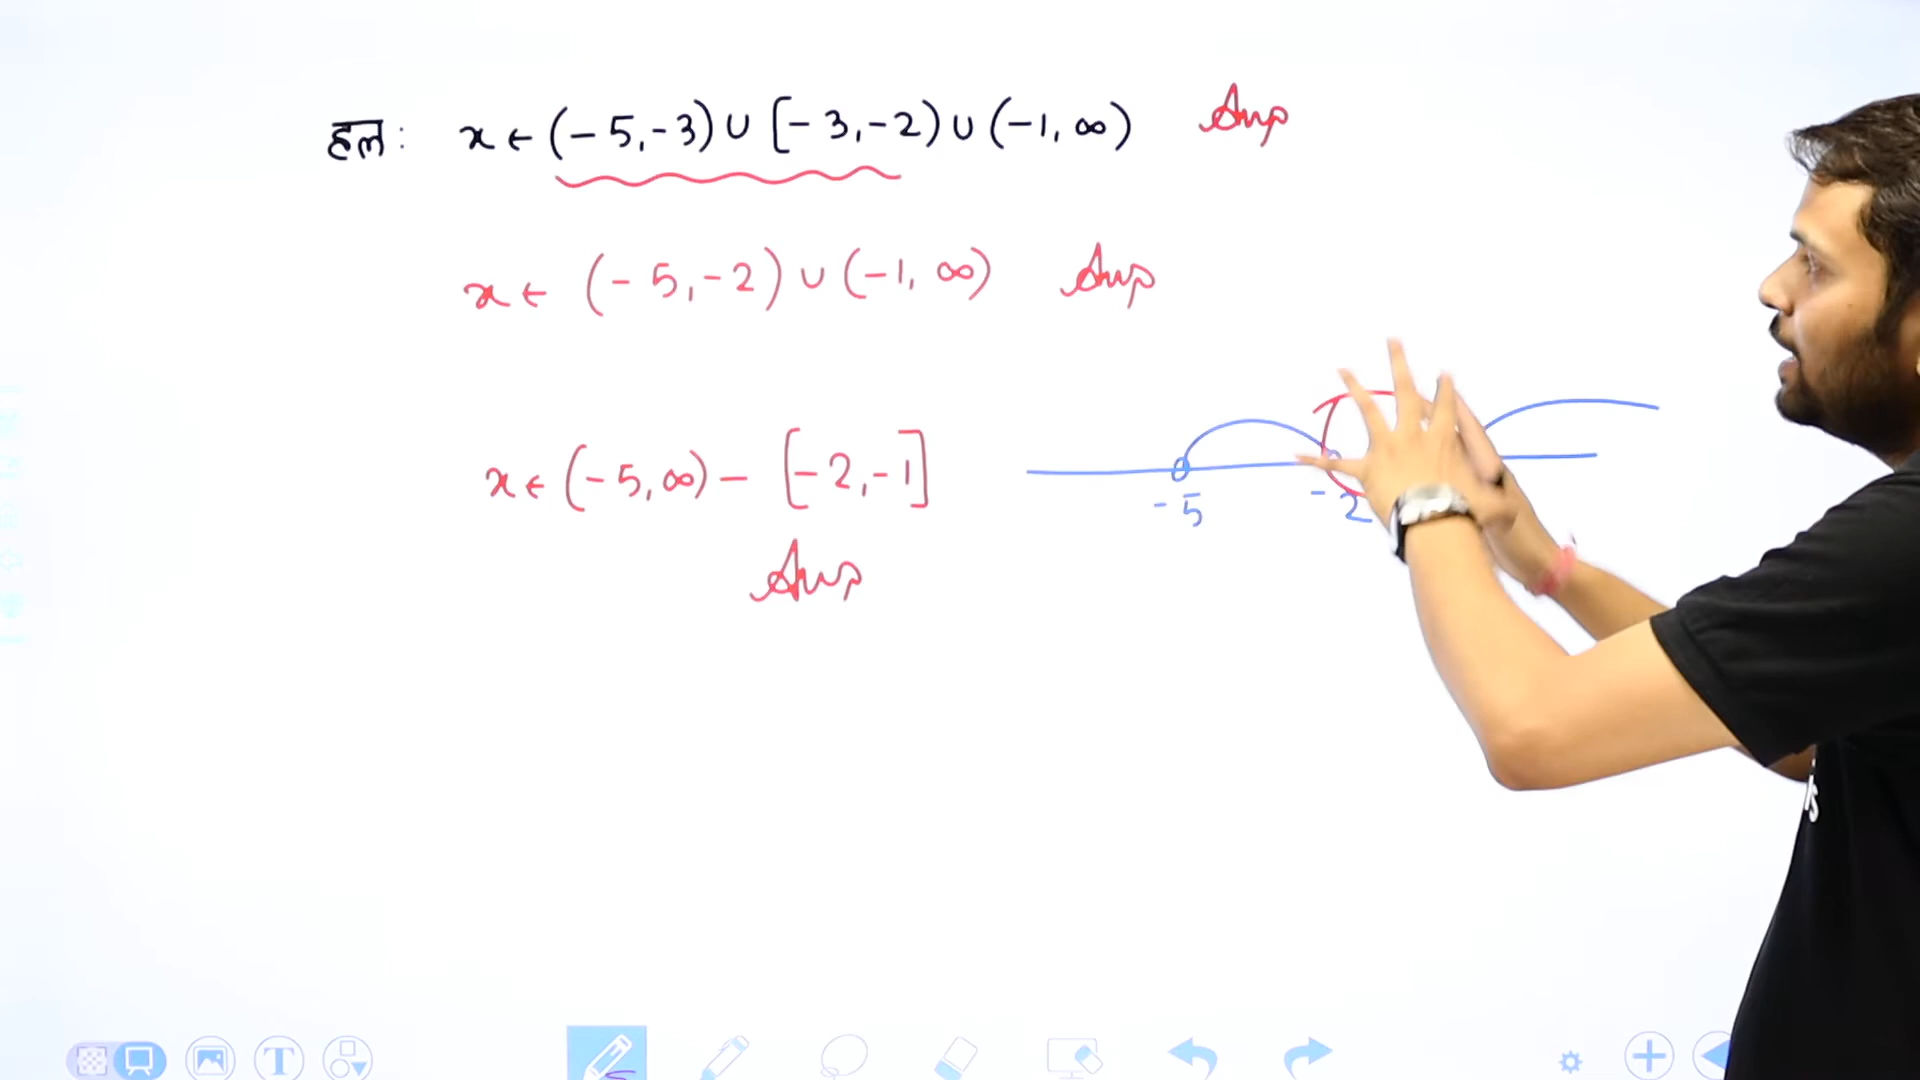 हल: x ∈ (-5,-3) ∪ [-3,-2) ∪ (-1, ∞) Ans
x ∈ (-5,-2) ∪ (-1, ∞) Ans
x ∈ (-5,∞) - [-2,-1]
Ans
-5 -2
T